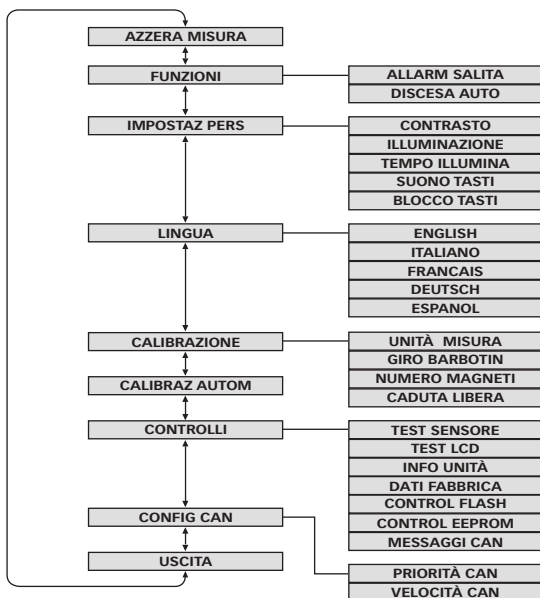 AZZERA MISURA
FUNZIONI
ALLARM SALITA
DISCESA AUTO
IMPOSTAZ PERS
CONTRASTO
ILLUMINAZIONE
TEMPO ILLUMINA
SUONO TASTI
BLOCCO TASTI
LINGUA
ENGLISH
ITALIANO
FRANCAIS
DEUTSCH
ESPANOL
CALIBRAZIONE
UNITÀ MISURA
GIRO BARBOTIN
NUMERO MAGNETI
CADUTA LIBERA
CALIBRAZ AUTOM
CONTROLLI
TEST SENSORE
TEST LCD
INFO UNITÀ
DATI FABBRICA
CONTROL FLASH
CONTROL EEPROM
MESSAGGI CAN
CONFIG CAN
PRIORITÀ CAN
VELOCITÀ CAN
USCITA